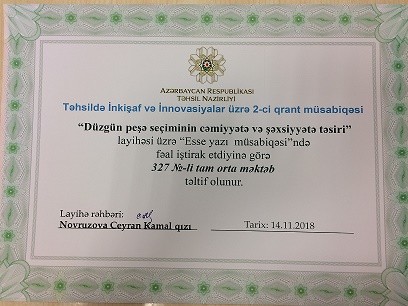 AZƏRBAYCAN RESPUBLİKASI
TƏHSİL NAZİRLİYİ
Təhsildə İnkişaf və İnnovasiyalar üzrə 2-ci qrant müsabiqəsi
“Düzgün peşə seçiminin cəmiyyətə və şəxsiyyətə təsiri”
layihəsi üzrə “Esse yazı müsabiqəsi”ndə
fəal iştirak etdiyinə görə
327 №-li tam orta məktəb
təltif olunur.
Layihə rəhbəri:
Novruzova Ceyran Kamal qızı
Tarix: 14.11.2018